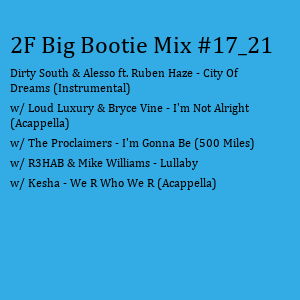 2F Big Bootie Mix #17_21
Dirty South & Alesso ft. Ruben Haze - City Of
Dreams (Instrumental)
w/ Loud Luxury & Bryce Vine - I'm Not Alright
(Acappella)
w/ The Proclaimers - I'm Gonna Be (500 Miles)
w/ R3HAB & Mike Williams - Lullaby
w/ Kesha - We R Who We R (Acappella)